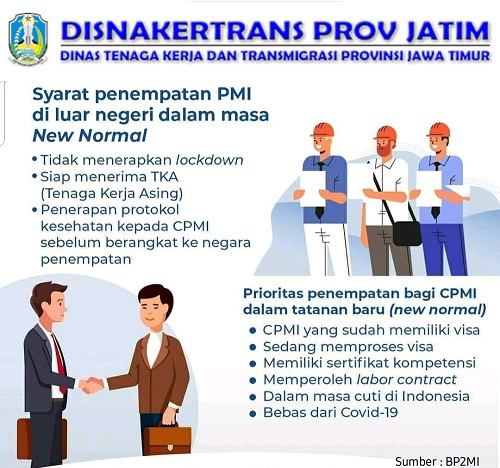 DISNAKERTRANS PROV JATIM
DINAS TENAGA KERJA DAN TRANSMIGRASI PROVINSI JAWA TIMUR
Syarat penempatan PMI
di luar negeri dalam masa
New Normal
• Tidak menerapkan lockdown
• Siap menerima TKA
(Tenaga Kerja Asing)
• Penerapan protokol
kesehatan kepada CPMI
sebelum berangkat ke negara
penempatan
Prioritas penempatan bagi CPMI
dalam tatanan baru (new normal)
• CPMI yang sudah memiliki visa
• Sedang memproses visa
• Memiliki sertifikat kompetensi
• Memperoleh labor contract
• Dalam masa cuti di Indonesia
• Bebas dari Covid-19
Sumber : BP2MI